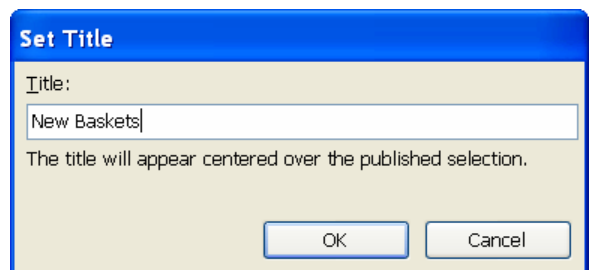 Set Title
Title:
New Baskets
The title will appear centered over the published selection.
OK Cancel